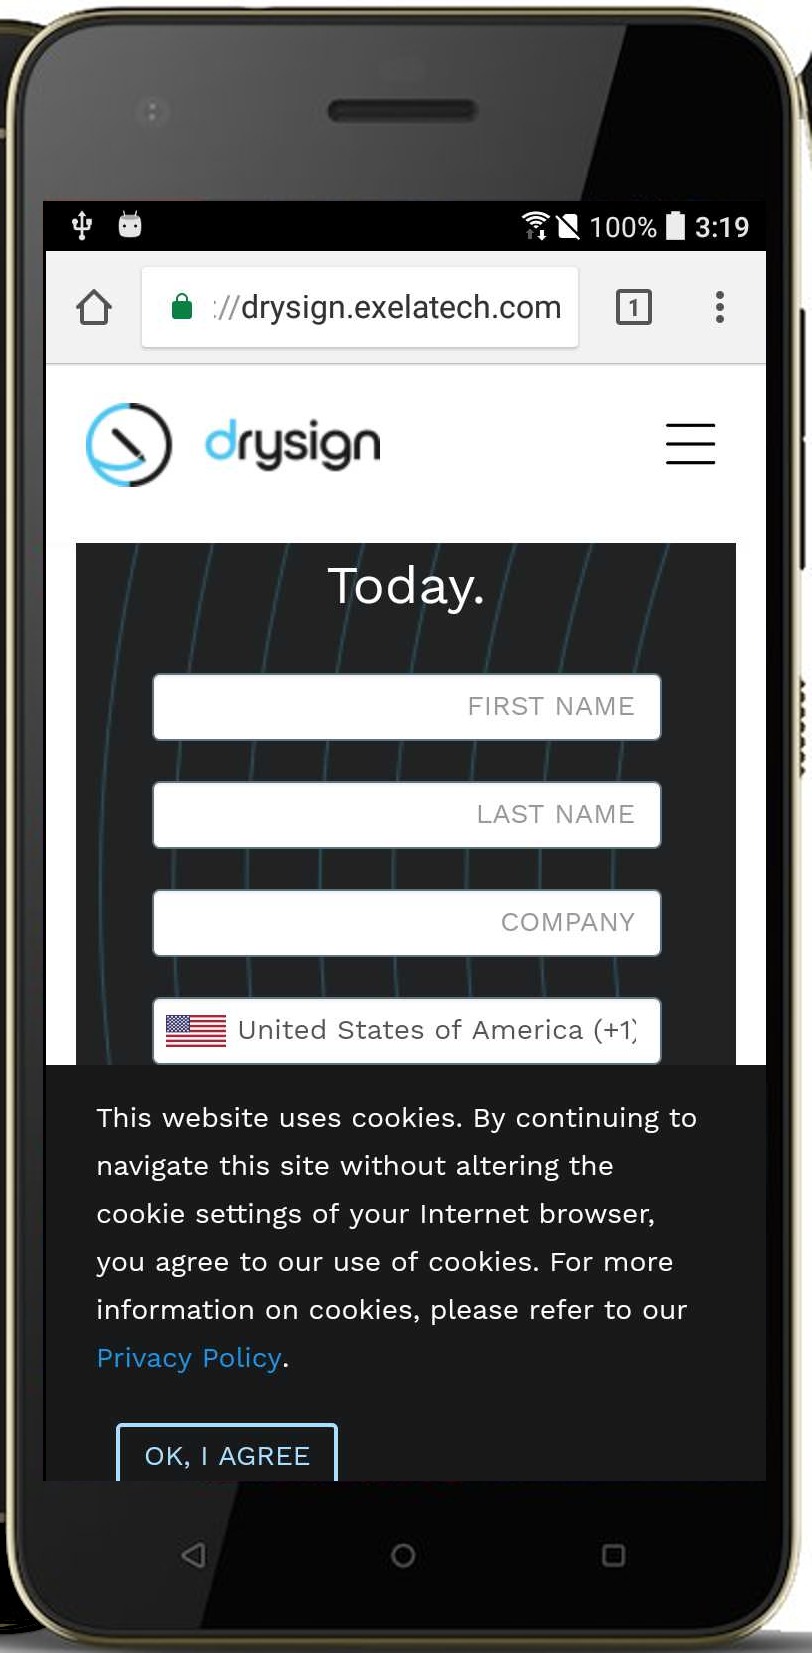 100% 3:19
://drysign.exelatech.com
1
drysign
Today.
FIRST NAME
LAST NAME
COMPANY
United States of America (+1)
This website uses cookies. By continuing to
navigate this site without altering the
cookie settings of your Internet browser,
you agree to our use of cookies. For more
information on cookies, please refer to our
Privacy Policy.
OK, I AGREE